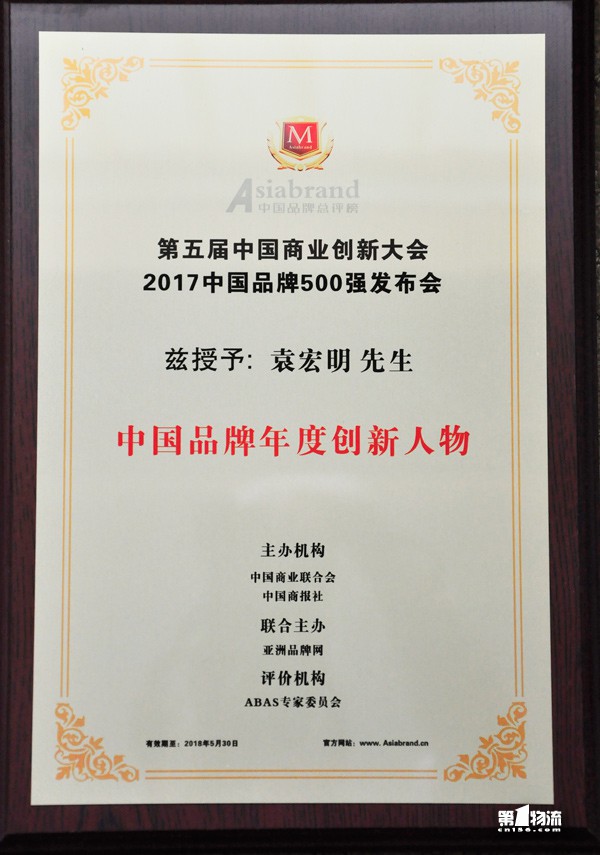 M
Asiabrand
Asiabrand
中国品牌总评榜
第五届中国商业创新大会
2017中国品牌500强发布会
兹授予: 袁宏明 先生
中国品牌年度创新人物
主办机构
中国商业联合会
中国商报社
联合主办
亚洲品牌网
评价机构
ABAS专家委员会
有效期至: 2018年5月30日 官方网站: www. Asiabrand.cn
第1物流
cn156.com